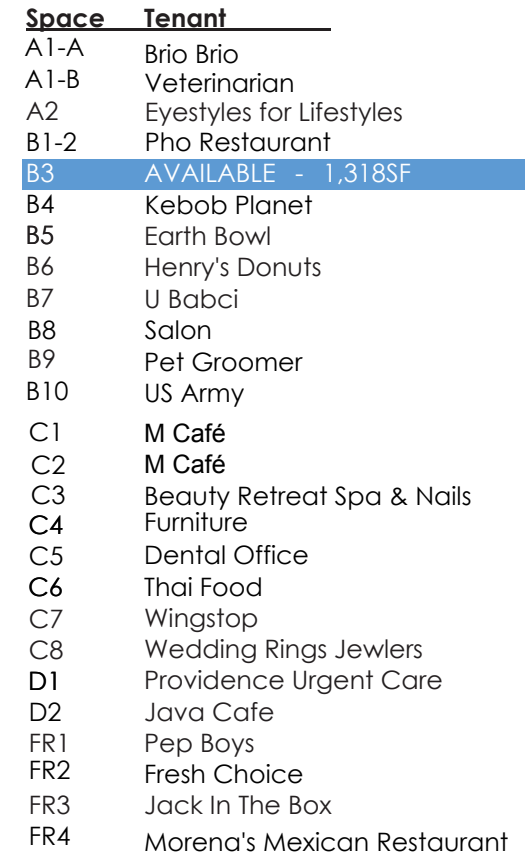 Space Tenant
A1-A Brio Brio
A1-B Veterinarian
A2 Eyestyles for Lifestyles
B1-2 Pho Restaurant
B3 AVAILABLE - 1,318SF
B4 Kebob Planet
B5 Earth Bowl
B6 Henry's Donuts
B7 U Babci
B8 Salon
B9 Pet Groomer
B10 US Army
C1 M Café
C2 M Café
C3 Beauty Retreat Spa & Nails
C4 Furniture
C5 Dental Office
C6 Thai Food
C7 Wingstop
C8 Wedding Rings Jewlers
D1 Providence Urgent Care
D2 Java Cafe
FR1 Pep Boys
FR2 Fresh Choice
FR3 Jack In The Box
FR4 Morena's Mexican Restaurant